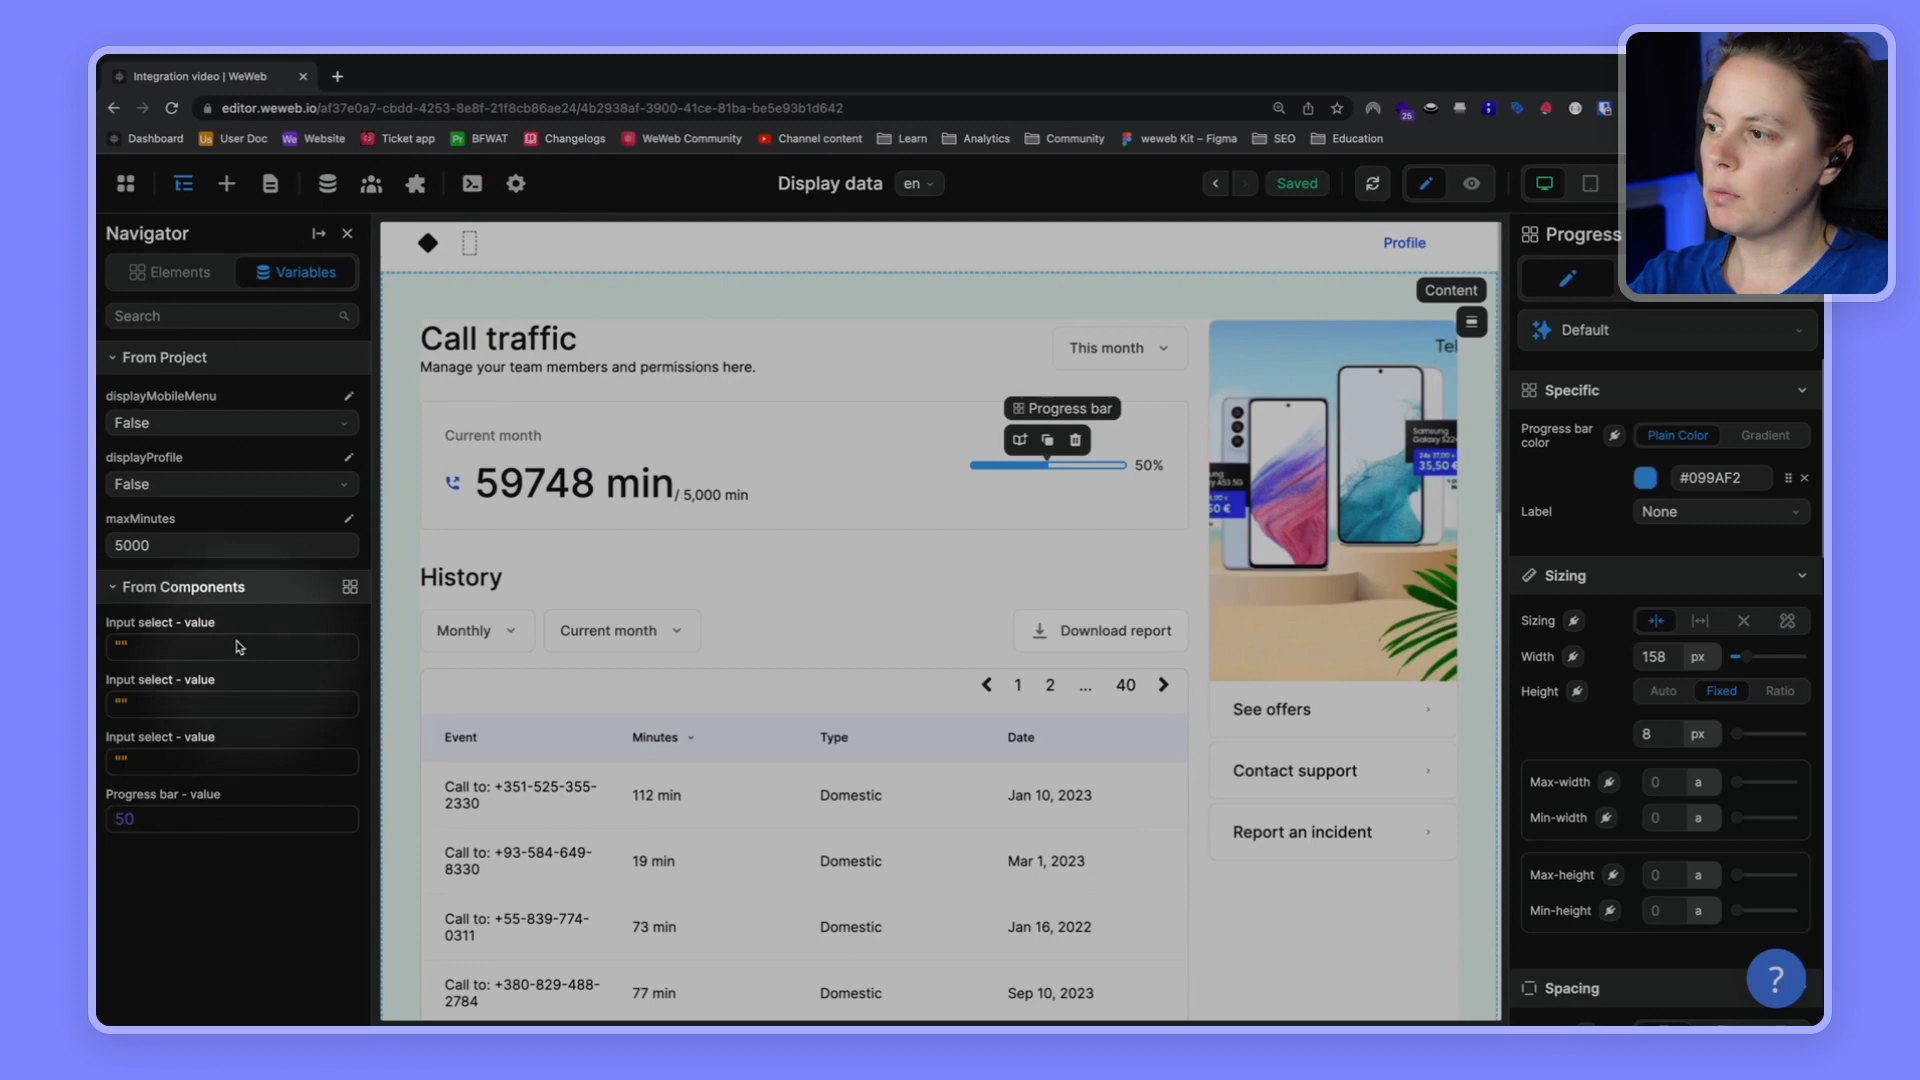 Integration video | WeWeb
editor.weweb.io/af37e0a7-cbdd-4253-8e8f-21f8cb86ae24/4b2938af-3900-41ce-81ba-be5e93b1d642
25
Dashboard
Us User Doc
We Website
Ticket app
Pr BFWAT
Changelogs
WeWeb Community
Channel content
Learn
Analytics
Community
weweb Kit – Figma
SEO
Education
Display data
en
Saved
Navigator
Elements
Variables
Search
From Project
displayMobileMenu
False
displayProfile
False
maxMinutes
5000
From Components
Input select - value
""
Input select - value
""
Input select - value
""
Progress bar - value
50
Profile
Content
Call traffic
Manage your team members and permissions here.
This month
Progress bar
Current month
59748 min / 5,000 min
50%
History
Monthly
Current month
Download report
1 2 ... 40
Event Minutes Type Date
Call to: +351-525-355-
2330
112 min Domestic Jan 10, 2023
Call to: +93-584-649-
8330
19 min Domestic Mar 1, 2023
Call to: +55-839-774-
0311
73 min Domestic Jan 16, 2022
Call to: +380-829-488-
2784
77 min Domestic Sep 10, 2023
Tel
Samsung
35,50
See offers
Contact support
Report an incident
Progress
Default
Specific
Progress bar
color
Plain Color Gradient
#099AF2
Label None
Sizing
Sizing
Width 158 px
Height Auto Fixed Ratio
8 px
Max-width 0 a
Min-width 0 a
Max-height 0 a
Min-height 0 a
Spacing
?